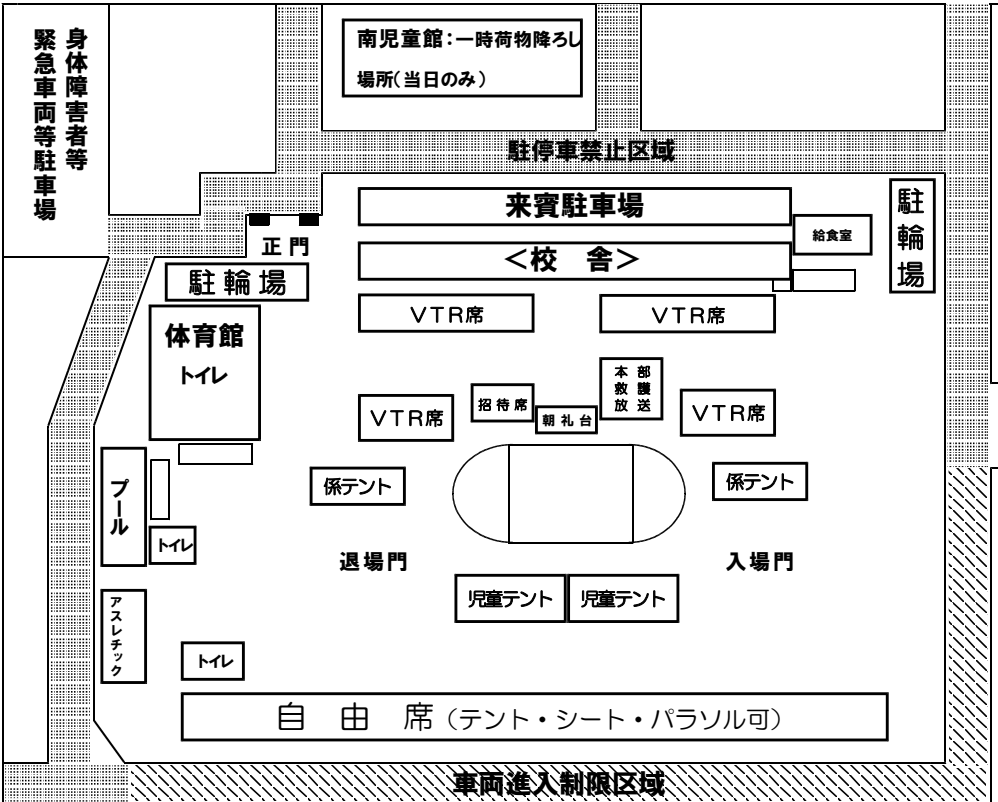 身体障害者等
緊急車両等駐車場
南児童館：一時荷物降ろし
場所（当日のみ）
駐停車禁止区域
来賓駐車場
駐輪場
給食室
正門
＜校　舎＞
駐輪場
ＶＴＲ席
ＶＴＲ席
体育館
トイレ
本部
救護
放送
招待席
朝礼台
ＶＴＲ席
ＶＴＲ席
係テント
係テント
プール
トイレ
退場門
入場門
児童テント
児童テント
アスレチック
トイレ
自　由　席（テント・シート・パラソル可）
車両進入制限区域